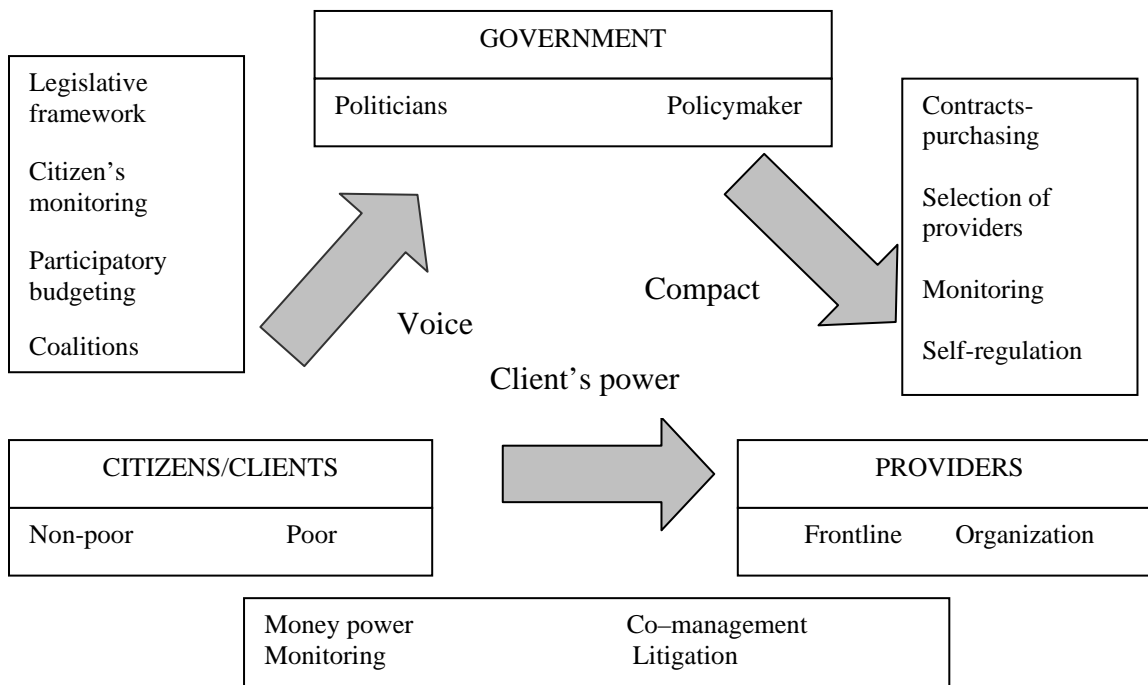 GOVERNMENT
Politicians Policymaker
Legislative
framework
Citizen’s
monitoring
Participatory
budgeting
Coalitions
Contracts-
purchasing
Selection of
providers
Monitoring
Self-regulation
Voice
Compact
Client’s power
CITIZENS/CLIENTS
Non-poor Poor
PROVIDERS
Frontline Organization
Money power Co–management
Monitoring Litigation